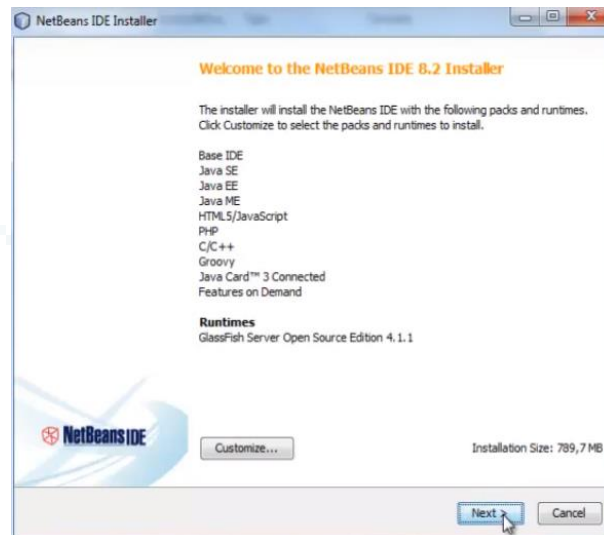 NetBeans IDE Installer
Welcome to the NetBeans IDE 8.2 Installer
The installer will install the NetBeans IDE with the following packs and runtimes.
Click Customize to select the packs and runtimes to install.
Base IDE
Java SE
Java EE
Java ME
HTML5/JavaScript
PHP
C/C++
Groovy
Java Card™ 3 Connected
Features on Demand
Runtimes
GlassFish Server Open Source Edition 4.1.1
NetBeans IDE
Customize...
Installation Size: 789,7 MB
Next >
Cancel